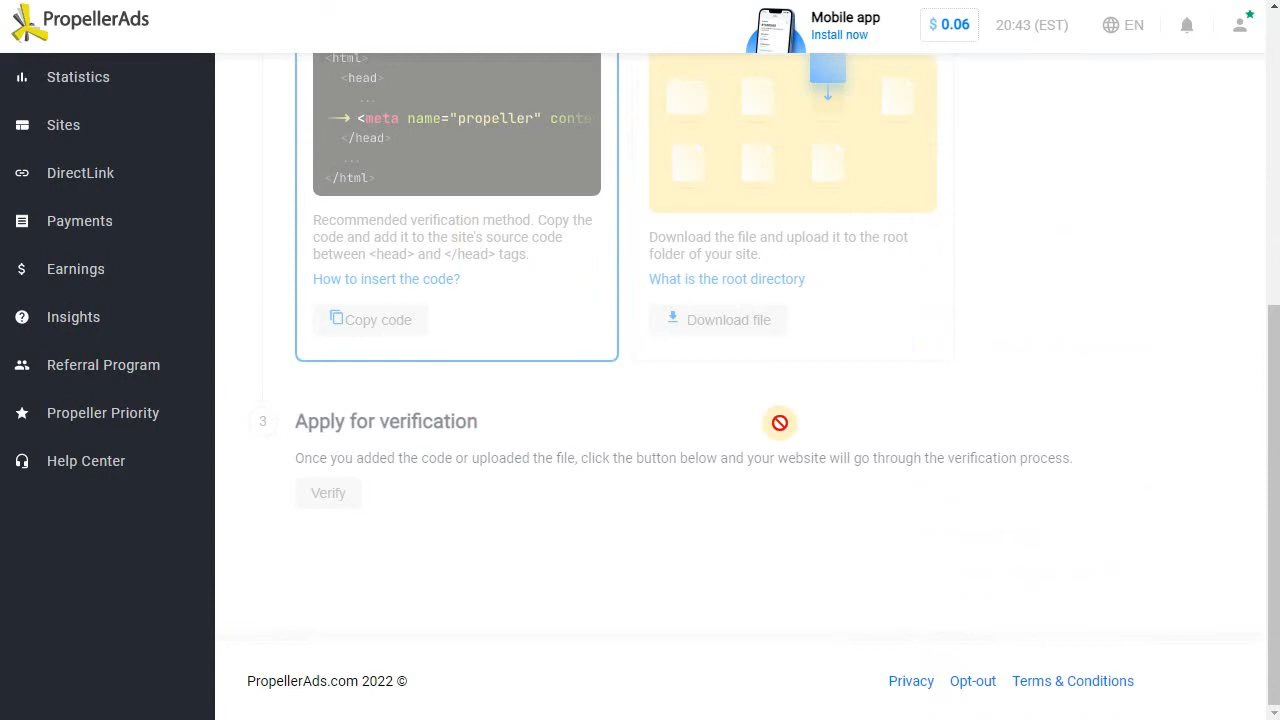 PropellerAds
Mobile app
Install now
$ 0.06
20:43 (EST)
EN
Statistics
Sites
DirectLink
Payments
Earnings
Insights
Referral Program
Propeller Priority
Help Center
<html>
<head>
...
<meta name="propeller" conte
</head>
...
</html>
Recommended verification method. Copy the
code and add it to the site's source code
between <head> and </head> tags.
How to insert the code?
Copy code
Download the file and upload it to the root
folder of your site.
What is the root directory
Download file
3
Apply for verification
Once you added the code or uploaded the file, click the button below and your website will go through the verification process.
Verify
PropellerAds.com 2022 ©
Privacy
Opt-out
Terms & Conditions